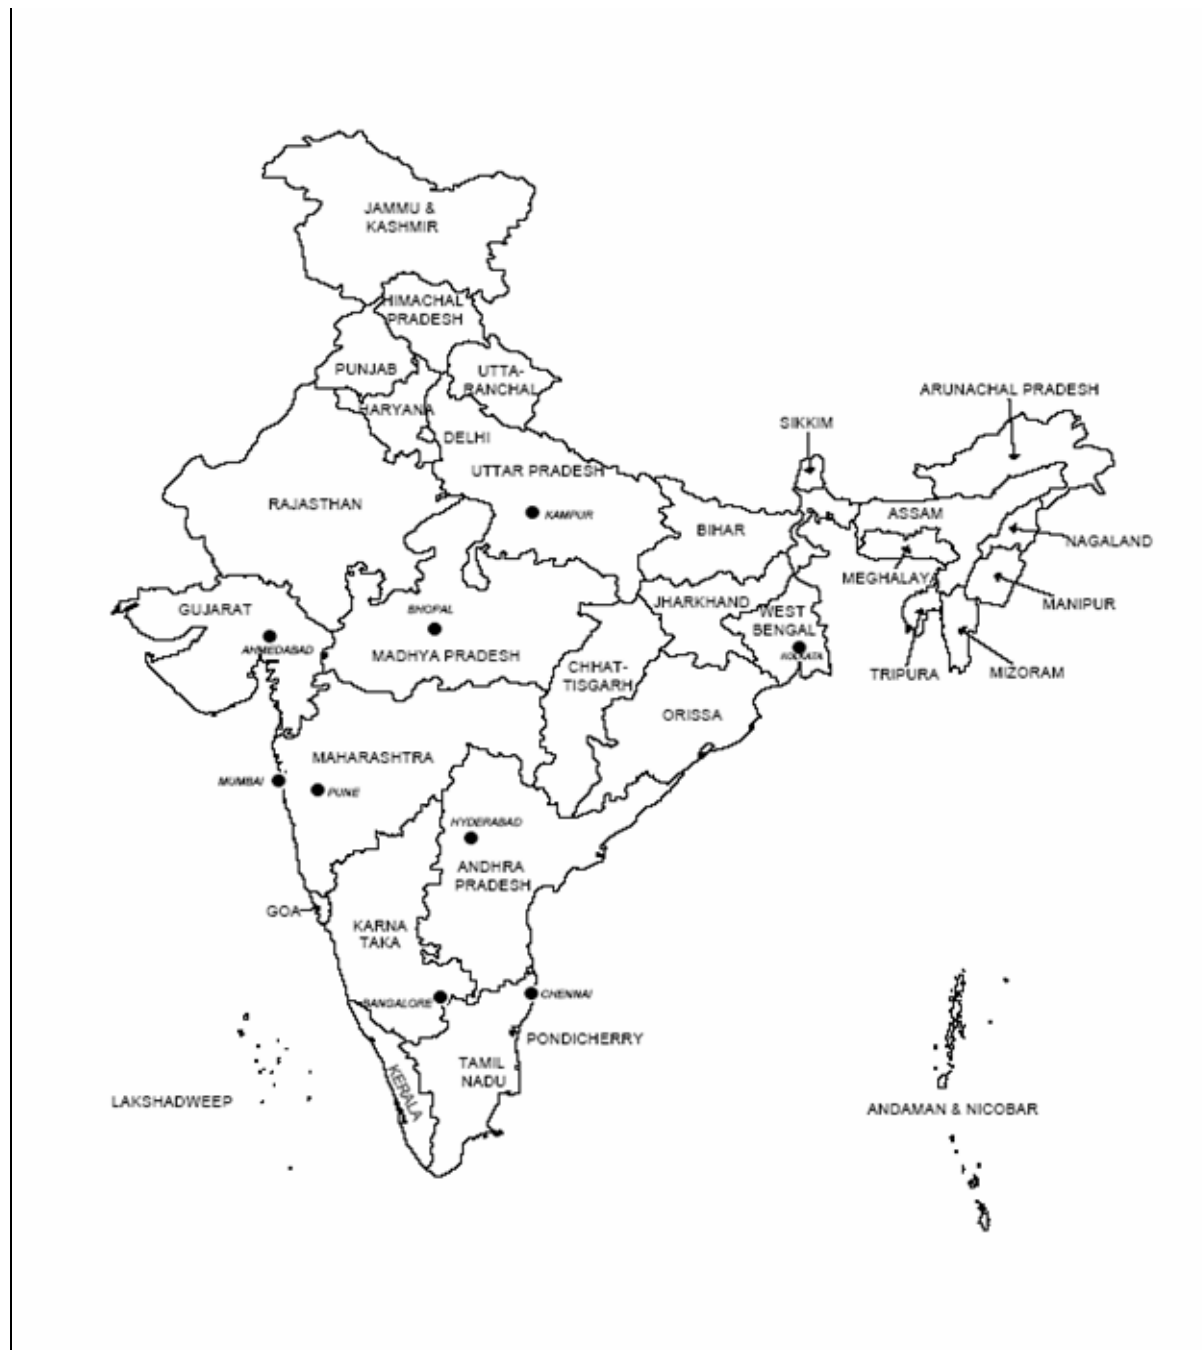 JAMMU &
KASHMIR
HIMACHAL
PRADESH
PUNJAB
UTTA-
RANCHAL
ARUNACHAL PRADESH
HARYANA
SIKKIM
DELHI
UTTAR PRADESH
RAJASTHAN
KAMPUR
ASSAM
BIHAR
NAGALAND
MEGHALAYA
GUJARAT
BHOPAL
JHARKHAND
MANIPUR
WEST
BENGAL
AHMEDABAD
MADHYA PRADESH
KOLKATA
CHHAT-
TISGARH
TRIPURA
MIZORAM
ORISSA
MAHARASHTRA
MUMBAI
PUNE
HYDERABAD
ANDHRA
PRADESH
GOA
KARNA
TAKA
BANGALORE
CHENNAI
PONDICHERRY
TAMIL
NADU
KERALA
LAKSHADWEEP
ANDAMAN & NICOBAR